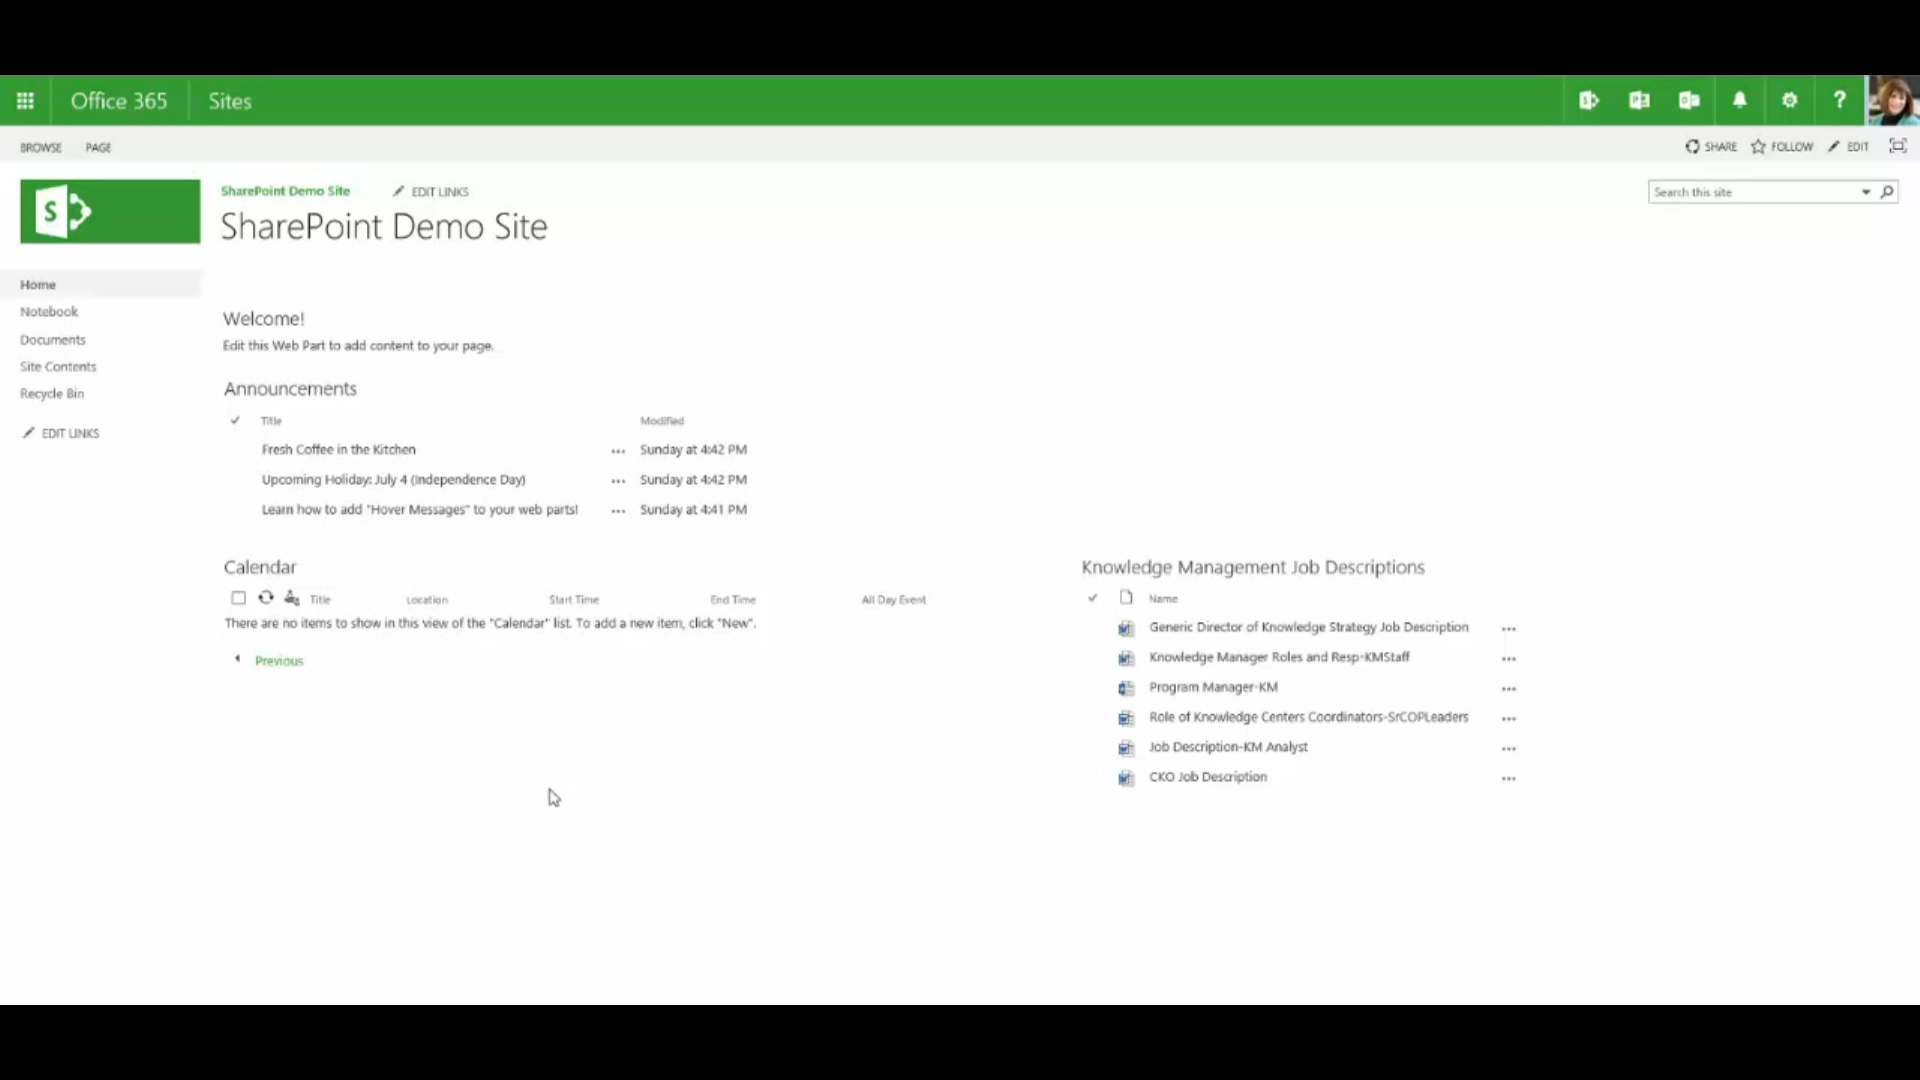 Office 365 Sites ?
BROWSE PAGE SHARE FOLLOW EDIT
S
SharePoint Demo Site EDIT LINKS
Search this site
SharePoint Demo Site
Home
Notebook
Documents
Site Contents
Recycle Bin
EDIT LINKS
Welcome!
Edit this Web Part to add content to your page.
Announcements
Title Modified
Fresh Coffee in the Kitchen ... Sunday at 4:42 PM
Upcoming Holiday: July 4 (Independence Day) ... Sunday at 4:42 PM
Learn how to add "Hover Messages" to your web parts! ... Sunday at 4:41 PM
Calendar
Title Location Start Time End Time All Day Event
There are no items to show in this view of the "Calendar" list. To add a new item, click "New".
Previous
Knowledge Management Job Descriptions
Name
Generic Director of Knowledge Strategy Job Description ...
Knowledge Manager Roles and Resp-KMStaff ...
Program Manager-KM ...
Role of Knowledge Centers Coordinators-SrCOPLeaders ...
Job Description-KM Analyst ...
CKO Job Description ...